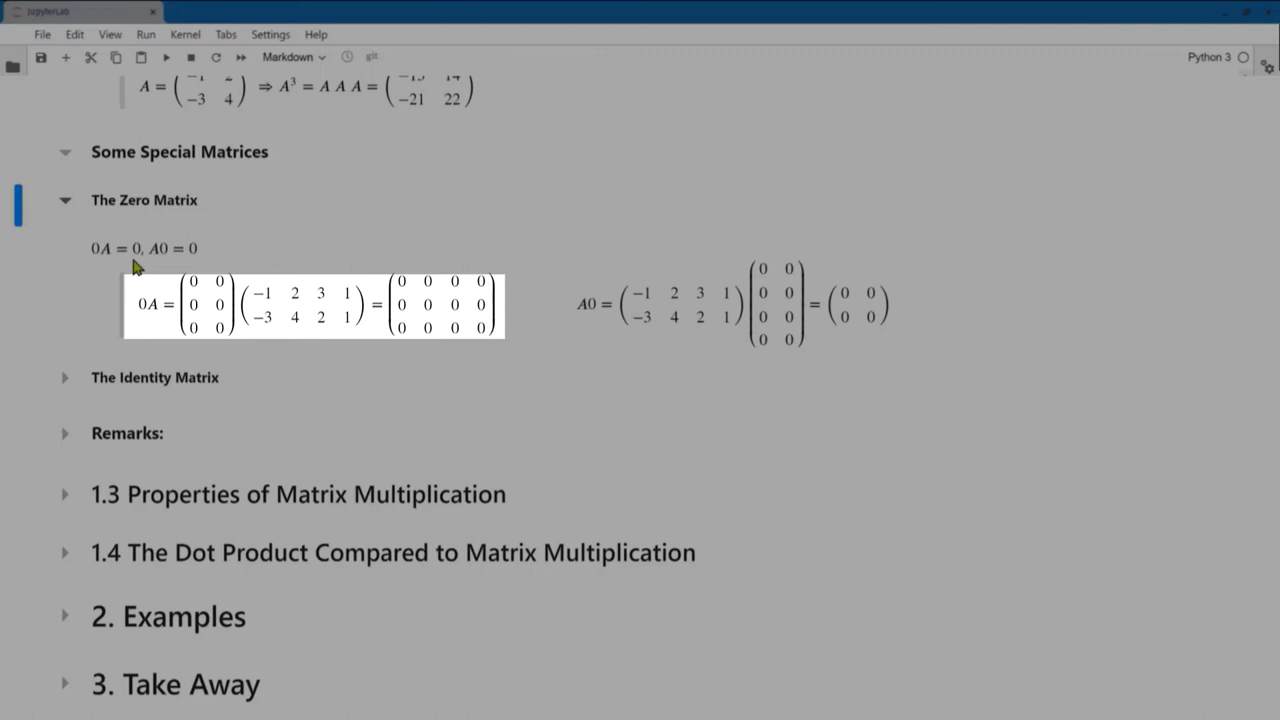 JupyterLab
File Edit View Run Kernel Tabs Settings Help
Markdown git Python 3
A = ( −1 2 ; −3 4 ) ⇒ A³ = A A A = ( −13 14 ; −21 22 )
Some Special Matrices
The Zero Matrix
0A = 0, A0 = 0
0A = ( 0 0 ; 0 0 ; 0 0 ) ( −1 2 3 1 ; −3 4 2 1 ) = ( 0 0 0 0 ; 0 0 0 0 ; 0 0 0 0 )
A0 = ( −1 2 3 1 ; −3 4 2 1 ) ( 0 0 ; 0 0 ; 0 0 ; 0 0 ) = ( 0 0 ; 0 0 )
The Identity Matrix
Remarks:
1.3 Properties of Matrix Multiplication
1.4 The Dot Product Compared to Matrix Multiplication
2. Examples
3. Take Away